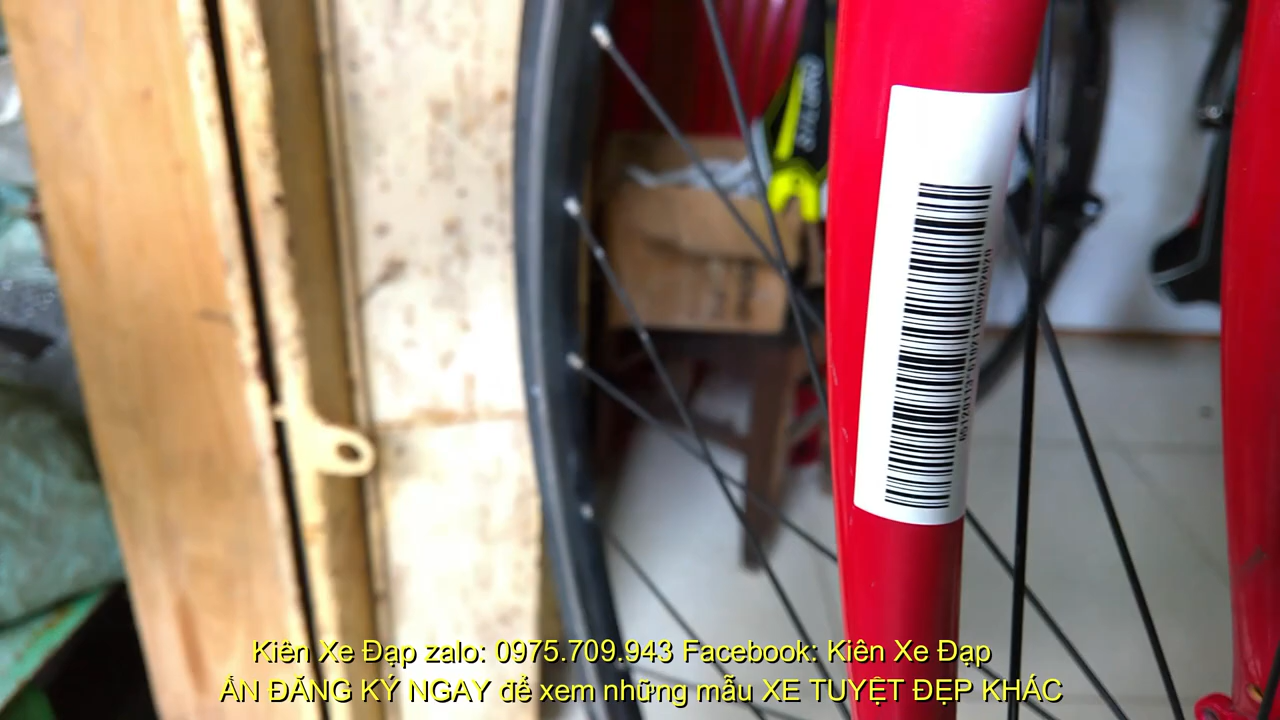 Kiên Xe Đạp zalo: 0975.709.943 Facebook: Kiên Xe Đạp
ẤN ĐĂNG KÝ NGAY để xem những mẫu XE TUYỆT ĐẸP KHÁC